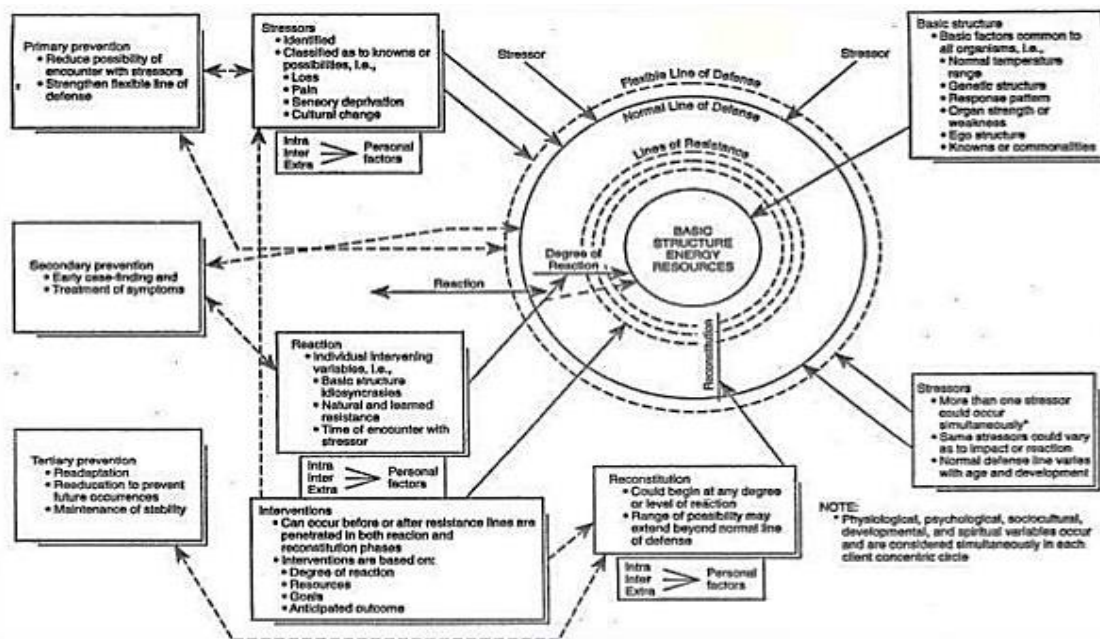 Primary prevention
• Reduce possibility of
encounter with stressors
• Strengthen flexible line of
defense
Stressors
• Identified
• Classified as to knowns or
possibilities, i.e.,
• Loss
• Pain
• Sensory deprivation
• Cultural change
Intra
Inter
Extra
Personal
factors
Stressor
Stressor
Basic structure
• Basic factors common to
all organisms, i.e.,
• Normal temperature
range
• Genetic structure
• Response pattern
• Organ strength or
weakness
• Ego structure
• Knowns or commonalities
Flexible Line of Defense
Normal Line of Defense
Lines of Resistance
BASIC
STRUCTURE
ENERGY
RESOURCES
Degree of
Reaction
Reaction
Reconstitution
Secondary prevention
• Early case-finding and
• Treatment of symptoms
Reaction
• Individual intervening
variables, i.e.,
• Basic structure
idiosyncrasies
• Natural and learned
resistance
• Time of encounter with
stressor
Intra
Inter
Extra
Personal
factors
Stressors
• More than one stressor
could occur
simultaneously*
• Same stressors could vary
as to impact or reaction
• Normal defense line varies
with age and development
Tertiary prevention
• Readaptation
• Reeducation to prevent
future occurrences
• Maintenance of stability
Interventions
• Can occur before or after resistance lines are
penetrated in both reacion and
reconstitution phases
• Interventions are based on:
• Degree of reaction
• Resources
• Goals
• Anticipated outcome
Reconstitution
• Could begin at any degree
or level of reaction
• Range of possibility may
extend beyond normal line
of defense
Intra
Inter
Extra
Personal
factors
NOTE:
* Physiological, psychological, sociocultural,
developmental, and spiritual variables occur
and are considered simultaneously in each
client concentric circle